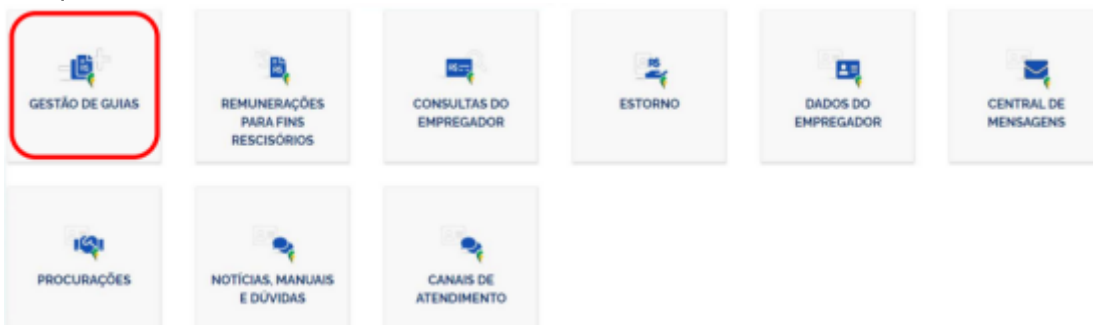 GESTÃO DE GUIAS
REMUNERAÇÕES
PARA FINS
RESCISÓRIOS
CONSULTAS DO
EMPREGADOR
ESTORNO
DADOS DO
EMPREGADOR
CENTRAL DE
MENSAGENS
PROCURAÇÕES
NOTÍCIAS, MANUAIS
E DÚVIDAS
CANAIS DE
ATENDIMENTO